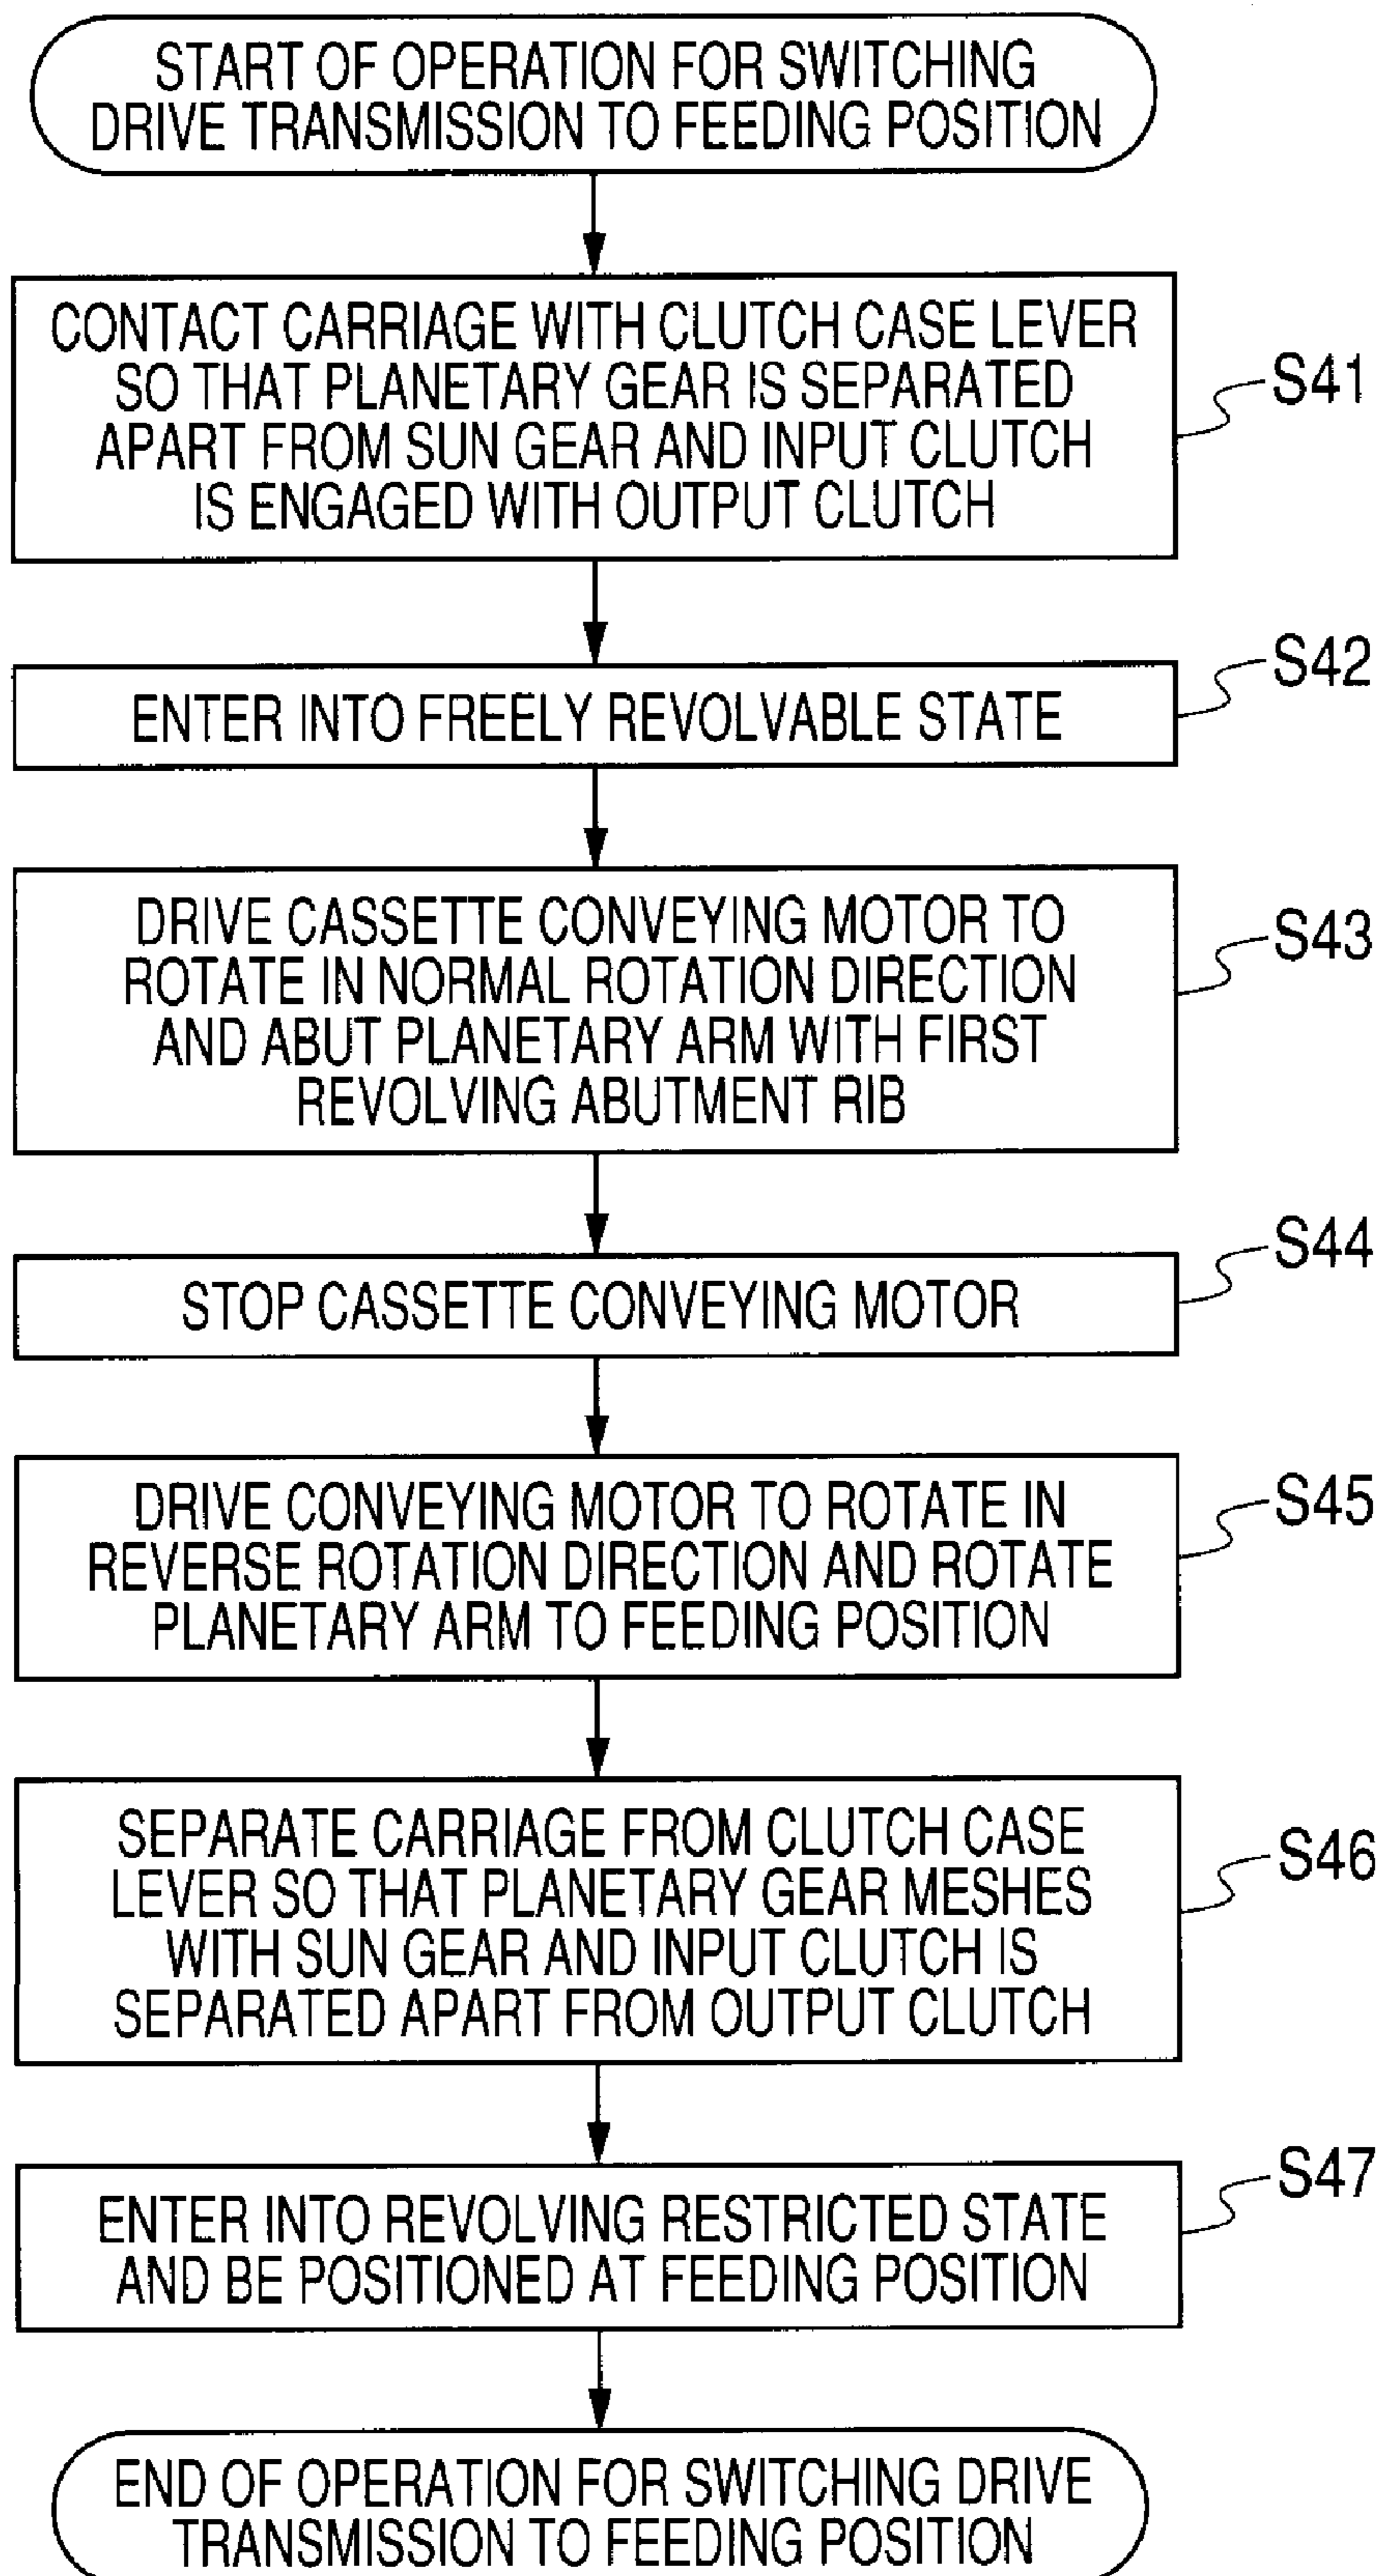 START OF OPERATION FOR SWITCHING
DRIVE TRANSMISSION TO FEEDING POSITION
CONTACT CARRIAGE WITH CLUTCH CASE LEVER
SO THAT PLANETARY GEAR IS SEPARATED
APART FROM SUN GEAR AND INPUT CLUTCH
IS ENGAGED WITH OUTPUT CLUTCH
S41
ENTER INTO FREELY REVOLVABLE STATE
S42
DRIVE CASSETTE CONVEYING MOTOR TO
ROTATE IN NORMAL ROTATION DIRECTION
AND ABUT PLANETARY ARM WITH FIRST
REVOLVING ABUTMENT RIB
S43
STOP CASSETTE CONVEYING MOTOR
S44
DRIVE CONVEYING MOTOR TO ROTATE IN
REVERSE ROTATION DIRECTION AND ROTATE
PLANETARY ARM TO FEEDING POSITION
S45
SEPARATE CARRIAGE FROM CLUTCH CASE
LEVER SO THAT PLANETARY GEAR MESHES
WITH SUN GEAR AND INPUT CLUTCH IS
SEPARATED APART FROM OUTPUT CLUTCH
S46
ENTER INTO REVOLVING RESTRICTED STATE
AND BE POSITIONED AT FEEDING POSITION
S47
END OF OPERATION FOR SWITCHING DRIVE
TRANSMISSION TO FEEDING POSITION